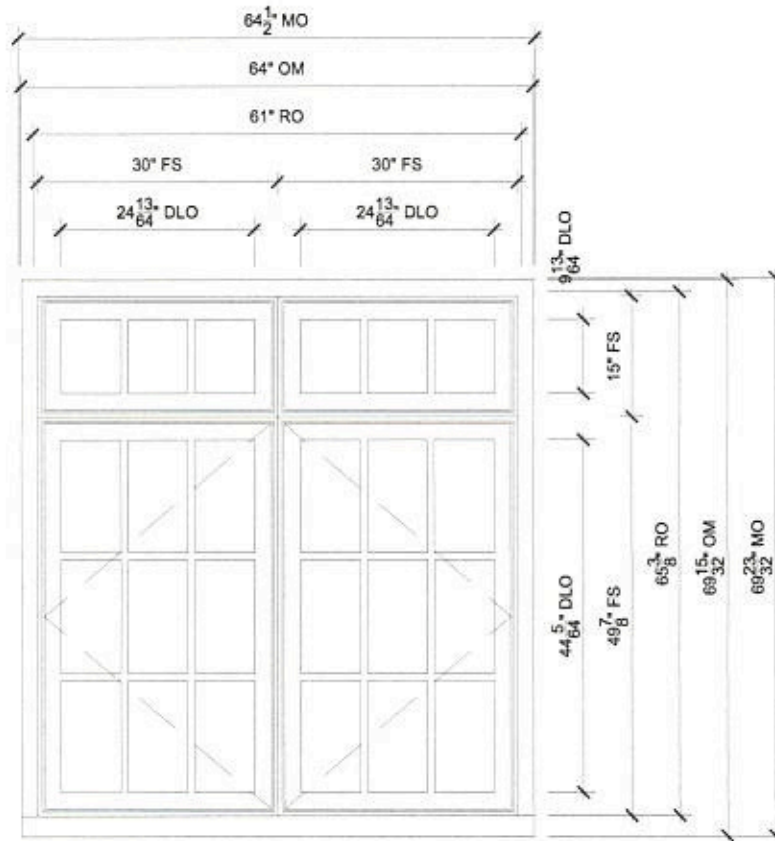 64 1/2" MO
64" OM
61" RO
30" FS 30" FS
24 13/64" DLO 24 13/64" DLO
9 13/64" DLO
15" FS
44 5/64" DLO
49 7/8" FS
65 3/8" RO
69 15/32" OM
69 23/32" MO